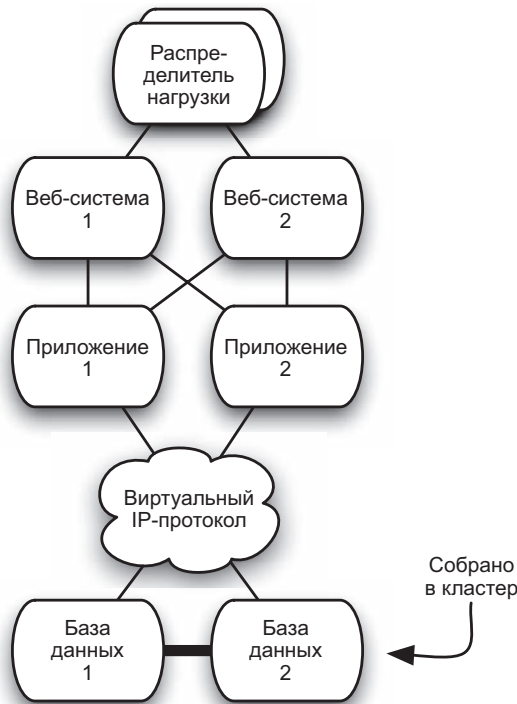 Распре-
делитель
нагрузки
Веб-система
1
Веб-система
2
Приложение
1
Приложение
2
Виртуальный
IP-протокол
Собрано
в кластер
База
данных
1
База
данных
2